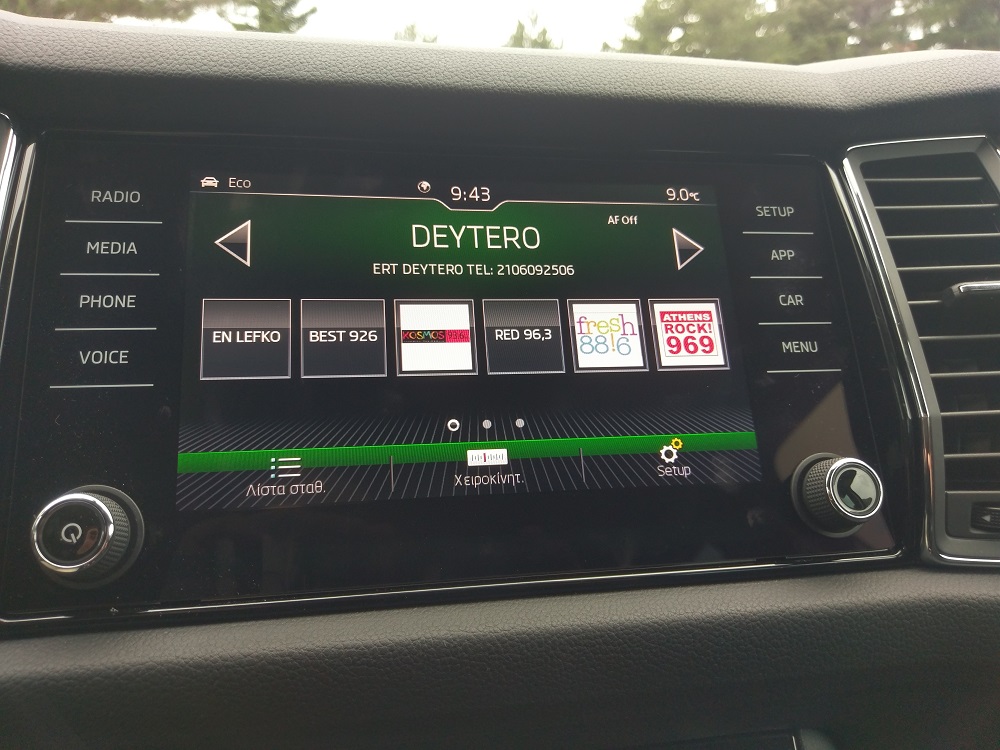 RADIO
MEDIA
PHONE
VOICE
Eco
9:43
9.0°C
AF Off
DEYTERO
ERT DEYTERO TEL: 2106092506
EN LEFKO
BEST 926
KOSMOS
RED 96,3
fresh
88!6
ATHENS
ROCK!
969
Λίστα σταθ.
Χειροκίνητ.
Setup
SETUP
APP
CAR
MENU